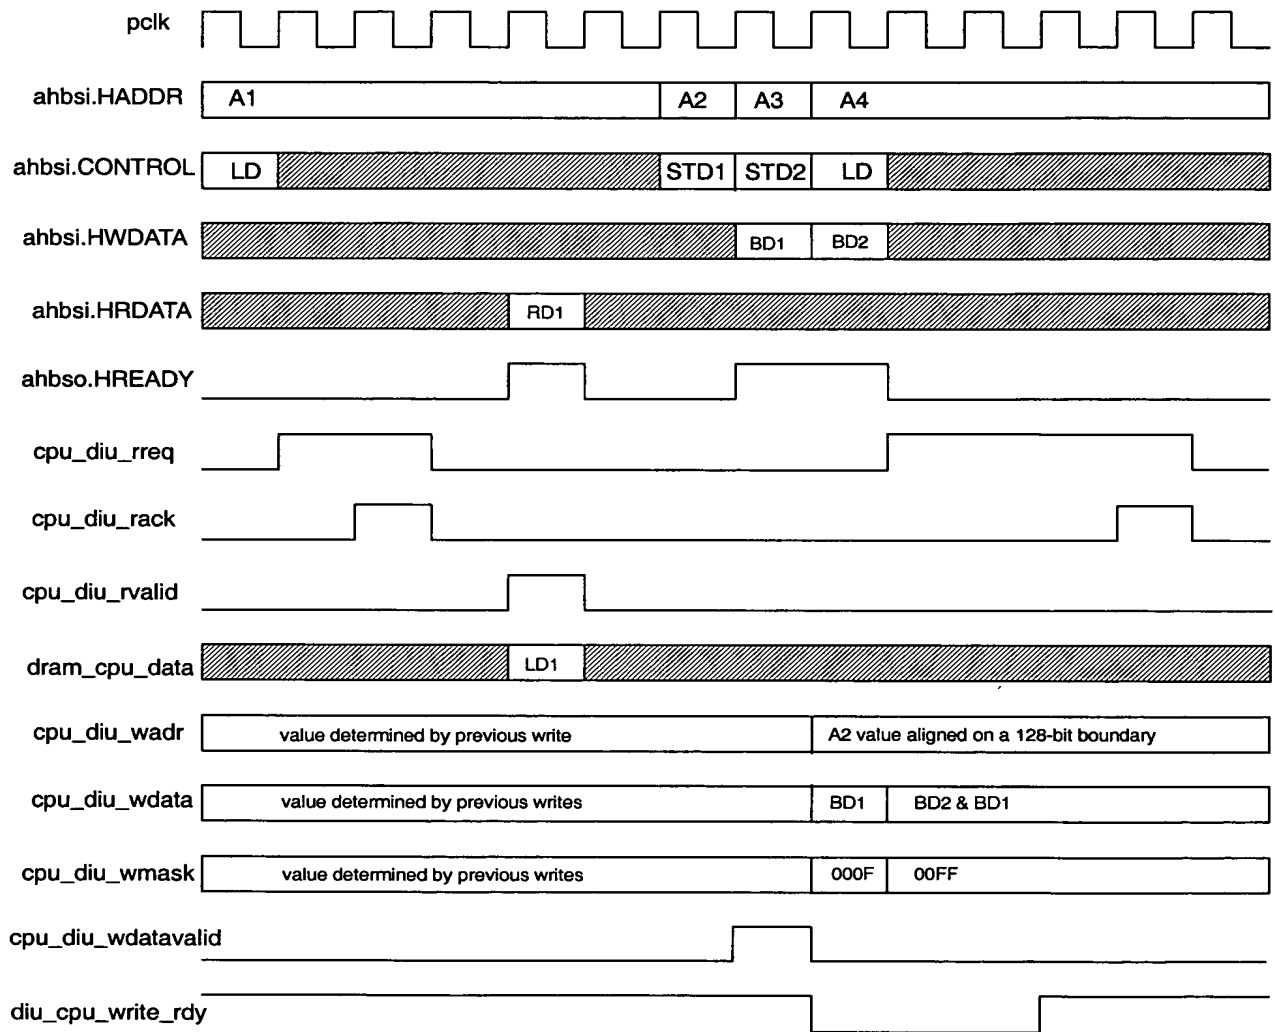 pclk
ahbsi.HADDR A1 A2 A3 A4
ahbsi.CONTROL LD STD1 STD2 LD
ahbsi.HWDATA BD1 BD2
ahbsi.HRDATA RD1
ahbso.HREADY
cpu_diu_rreq
cpu_diu_rack
cpu_diu_rvalid
dram_cpu_data LD1
cpu_diu_wadr value determined by previous write A2 value aligned on a 128-bit boundary
cpu_diu_wdata value determined by previous writes BD1 BD2 & BD1
cpu_diu_wmask value determined by previous writes 000F 00FF
cpu_diu_wdatavalid
diu_cpu_write_rdy